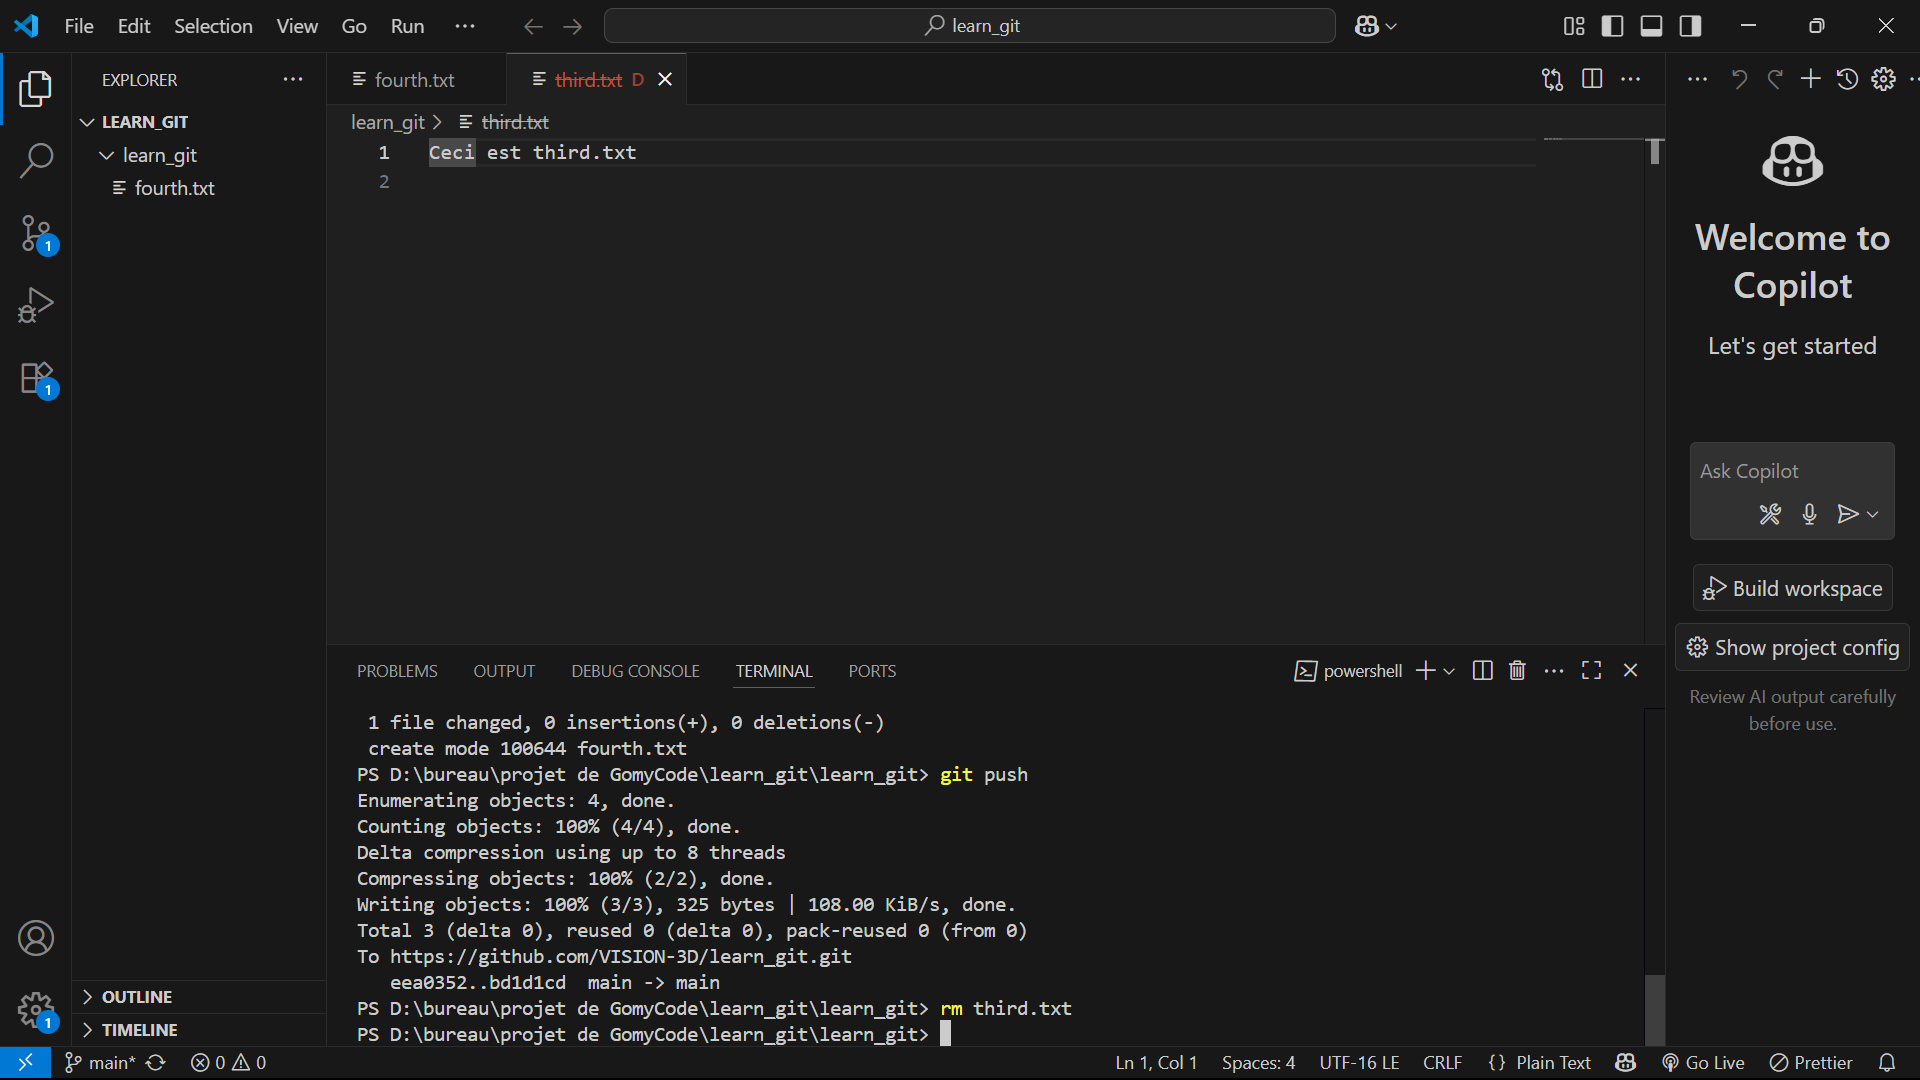 File Edit Selection View Go Run ··· learn_git
EXPLORER ···
LEARN_GIT
learn_git
fourth.txt
1
1
1
OUTLINE
TIMELINE
fourth.txt third.txt D
learn_git > third.txt
1 Ceci est third.txt
2
PROBLEMS OUTPUT DEBUG CONSOLE TERMINAL PORTS powershell
1 file changed, 0 insertions(+), 0 deletions(-)
create mode 100644 fourth.txt
PS D:\bureau\projet de GomyCode\learn_git\learn_git> git push
Enumerating objects: 4, done.
Counting objects: 100% (4/4), done.
Delta compression using up to 8 threads
Compressing objects: 100% (2/2), done.
Writing objects: 100% (3/3), 325 bytes | 108.00 KiB/s, done.
Total 3 (delta 0), reused 0 (delta 0), pack-reused 0 (from 0)
To https://github.com/VISION-3D/learn_git.git
eea0352..bd1d1cd main -> main
PS D:\bureau\projet de GomyCode\learn_git\learn_git> rm third.txt
PS D:\bureau\projet de GomyCode\learn_git\learn_git>
Welcome to
Copilot
Let's get started
Ask Copilot
Build workspace
Show project config
Review AI output carefully
before use.
main* 0 0 Ln 1, Col 1 Spaces: 4 UTF-16 LE CRLF {} Plain Text Go Live Prettier